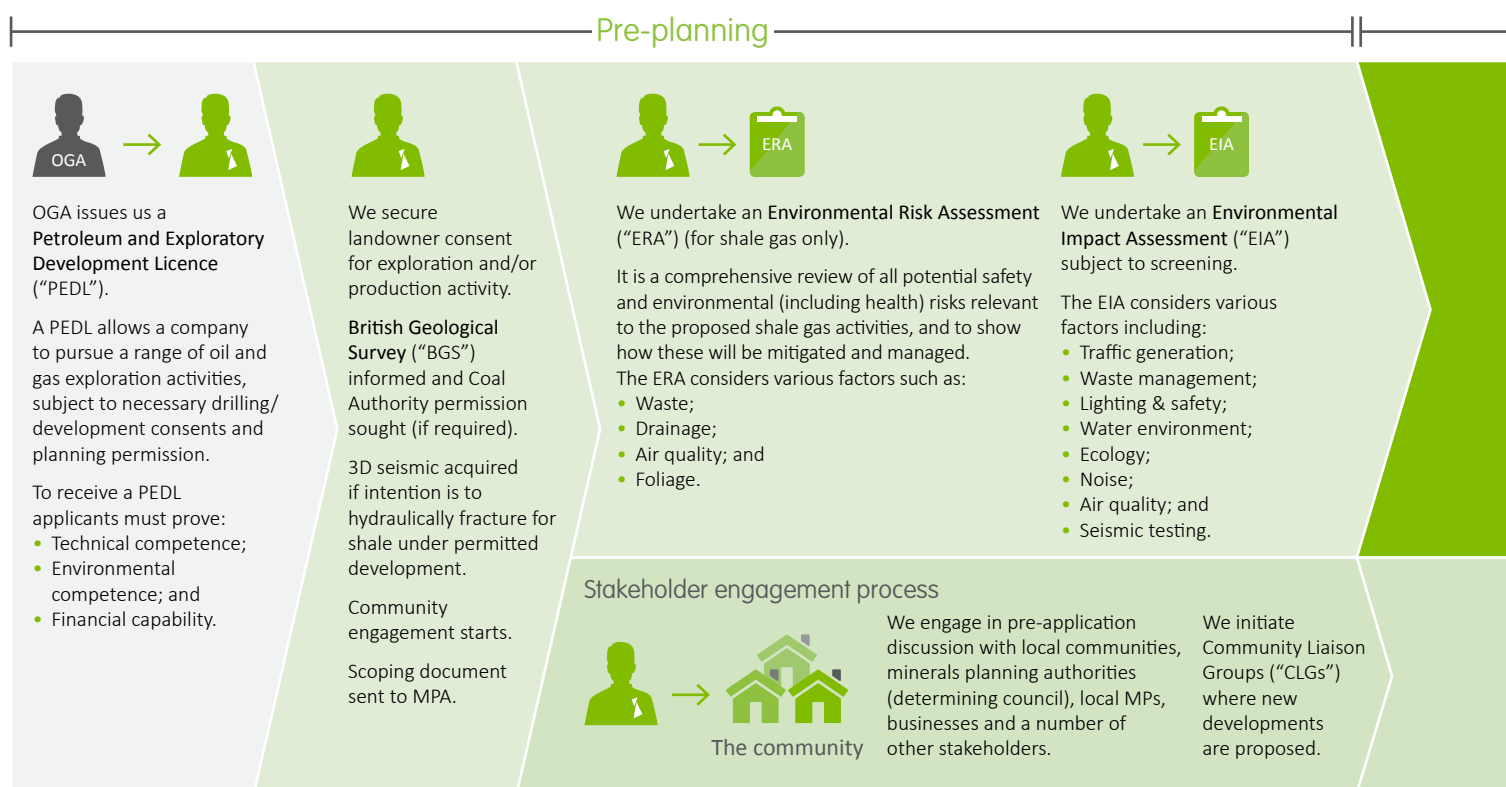 Pre-planning
OGA
OGA issues us a
Petroleum and Exploratory
Development Licence
(“PEDL”).
A PEDL allows a company
to pursue a range of oil and
gas exploration activities,
subject to necessary drilling/
development consents and
planning permission.
To receive a PEDL
applicants must prove:
• Technical competence;
• Environmental
competence; and
• Financial capability.
We secure
landowner consent
for exploration and/or
production activity.
British Geological
Survey (“BGS”)
informed and Coal
Authority permission
sought (if required).
3D seismic acquired
if intention is to
hydraulically fracture for
shale under permitted
development.
Community
engagement starts.
Scoping document
sent to MPA.
ERA
We undertake an Environmental Risk Assessment
(“ERA”) (for shale gas only).
It is a comprehensive review of all potential safety
and environmental (including health) risks relevant
to the proposed shale gas activities, and to show
how these will be mitigated and managed.
The ERA considers various factors such as:
• Waste;
• Drainage;
• Air quality; and
• Foliage.
EIA
We undertake an Environmental
Impact Assessment (“EIA”)
subject to screening.
The EIA considers various
factors including:
• Traffic generation;
• Waste management;
• Lighting & safety;
• Water environment;
• Ecology;
• Noise;
• Air quality; and
• Seismic testing.
Stakeholder engagement process
The community
We engage in pre-application
discussion with local communities,
minerals planning authorities
(determining council), local MPs,
businesses and a number of
other stakeholders.
We initiate
Community Liaison
Groups (“CLGs”)
where new
developments
are proposed.